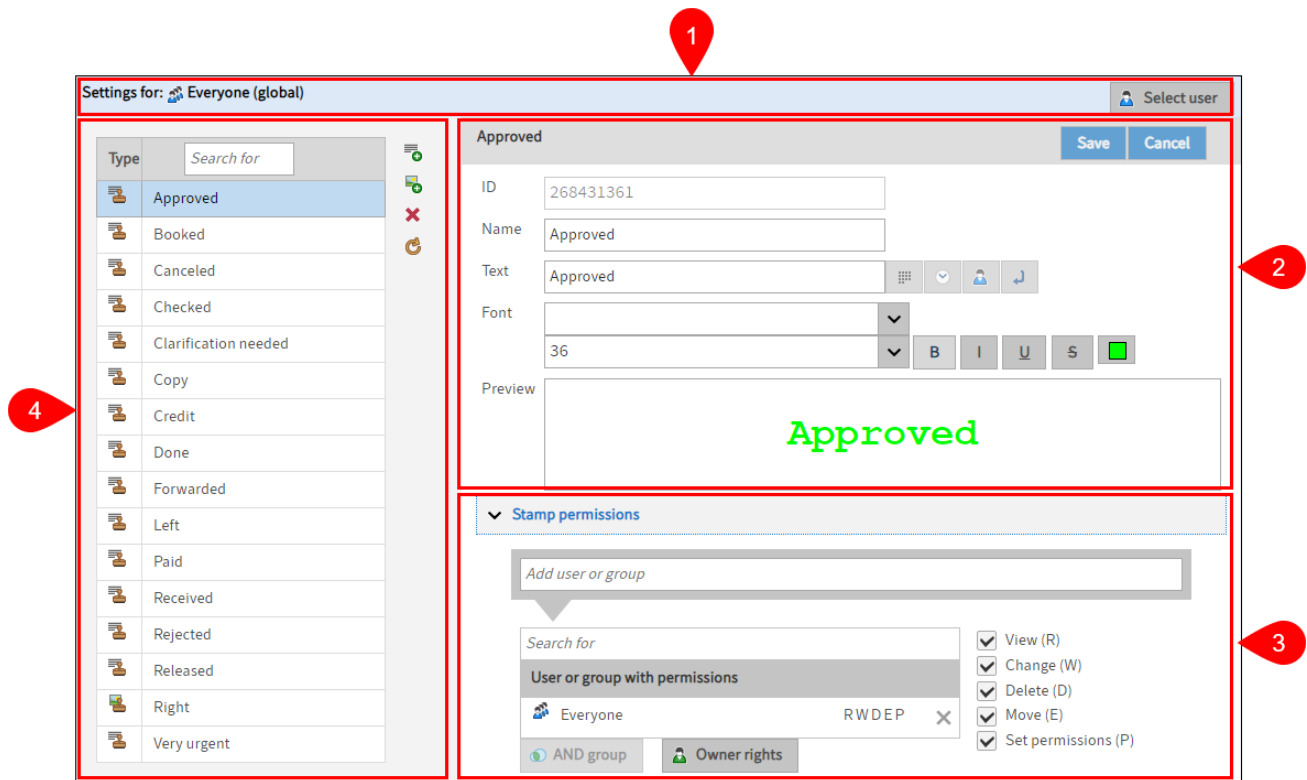 1
Settings for: Everyone (global)
Select user
Type
Search for
Approved
Booked
Canceled
Checked
Clarification needed
Copy
Credit
Done
Forwarded
Left
Paid
Received
Rejected
Released
Right
Very urgent
4
Approved
Save
Cancel
ID
268431361
Name
Approved
Text
Approved
Font
36
B
I
U
S
Preview
Approved
2
Stamp permissions
Add user or group
Search for
User or group with permissions
Everyone
RWDEP
AND group
Owner rights
View (R)
Change (W)
Delete (D)
Move (E)
Set permissions (P)
3